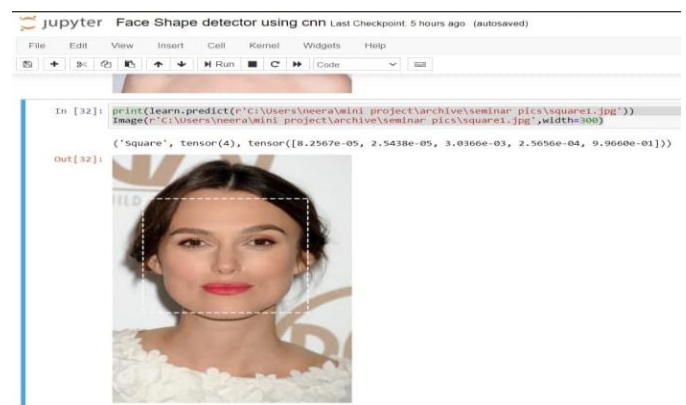 jupyter Face Shape detector using cnn Last Checkpoint: 5 hours ago (autosaved)
File Edit View Insert Cell Kernel Widgets Help
Run Code
In [32]: print(learn.predict(r'C:\Users\neera\mini project\archive\seminar pics\square1.jpg'))
Image(r'C:\Users\neera\mini project\archive\seminar pics\square1.jpg',width=300)
('Square', tensor(4), tensor([8.2567e-05, 2.5438e-05, 3.0366e-03, 2.5656e-04, 9.9660e-01]))
Out[32]: